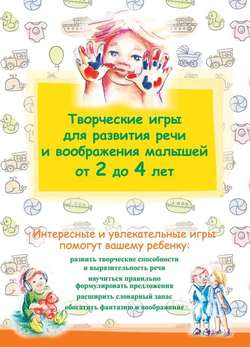 Творческие игры
для развития речи
и воображения малышей
от 2 до 4 лет
Интересные и увлекательные игры
помогут вашему ребенку:
развить творческие способности
и выразительность речи
научиться правильно
формулировать предложения
расширить словарный запас
обогатить фантазию и воображение